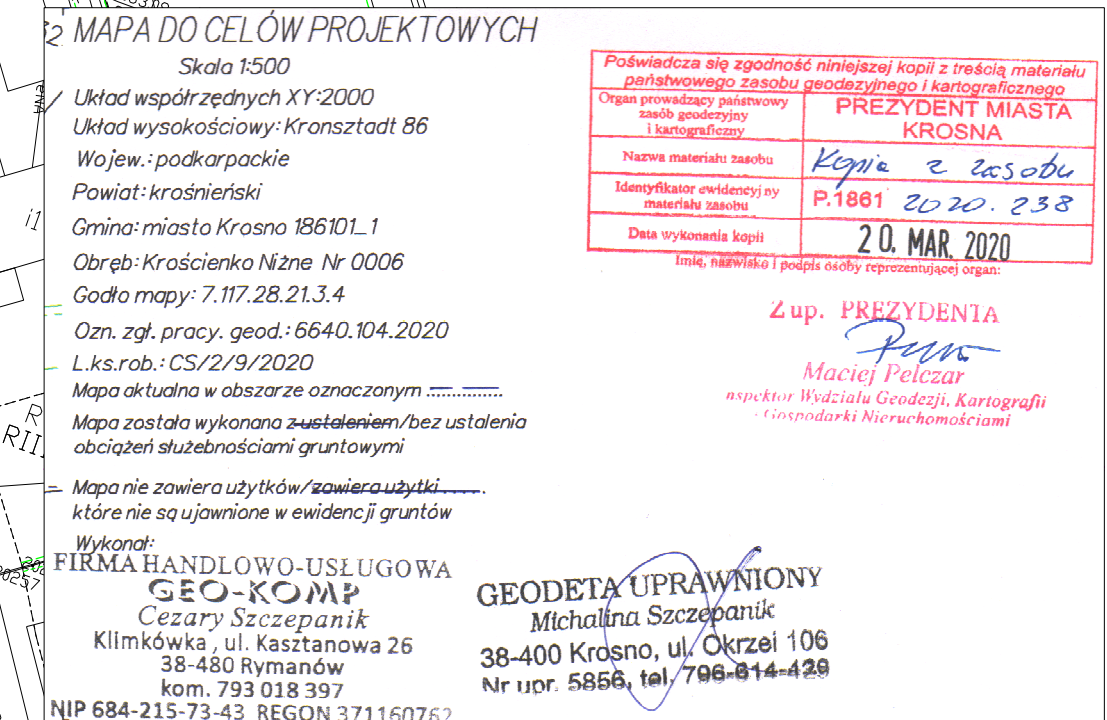 MAPA DO CELÓW PROJEKTOWYCH
Skala 1:500
Układ współrzędnych XY:2000
Układ wysokościowy: Kronsztadt 86
Wojew.: podkarpackie
Powiat: krośnieński
Gmina: miasto Krosno 186101_1
Obręb: Krościenko Niżne Nr 0006
Godło mapy: 7.117.28.21.3.4
Ozn. zgł. pracy. geod.: 6640.104.2020
L.ks.rob.: CS/2/9/2020
Mapa aktualna w obszarze oznaczonym
Mapa została wykonana z ustaleniem/bez ustalenia
obciążeń służebnościami gruntowymi
Mapa nie zawiera użytków/zawiera użytki......
które nie są ujawnione w ewidencji gruntów
Wykonał:
FIRMA HANDLOWO-USŁUGOWA
GEO-KOMP
Cezary Szczepanik
Klimkówka, ul. Kasztanowa 26
38-480 Rymanów
kom. 793 018 397
NIP 684-215-73-43 REGON 371160762
GEODETA UPRAWNIONY
Michalina Szczepanik
38-400 Krosno, ul. Okrzei 106
Nr upr. 5856, tel. 796-614-429
Poświadcza się zgodność niniejszej kopii z treścią materiału
państwowego zasobu geodezyjnego i kartograficznego
Organ prowadzący państwowy
zasób geodezyjny
i kartograficzny
PREZYDENT MIASTA
KROSNA
Nazwa materiału zasobu
Kopia z zasobu
Identyfikator ewidencyjny
materiału zasobu
P.1861 2020.238
Data wykonania kopii
20. MAR. 2020
Imię, nazwisko i podpis osoby reprezentującej organ:
Z up. PREZYDENTA
Maciej Pelczar
nspektor Wydziału Geodezji, Kartografii
Gospodarki Nieruchomościami
i1
R
RII
20257